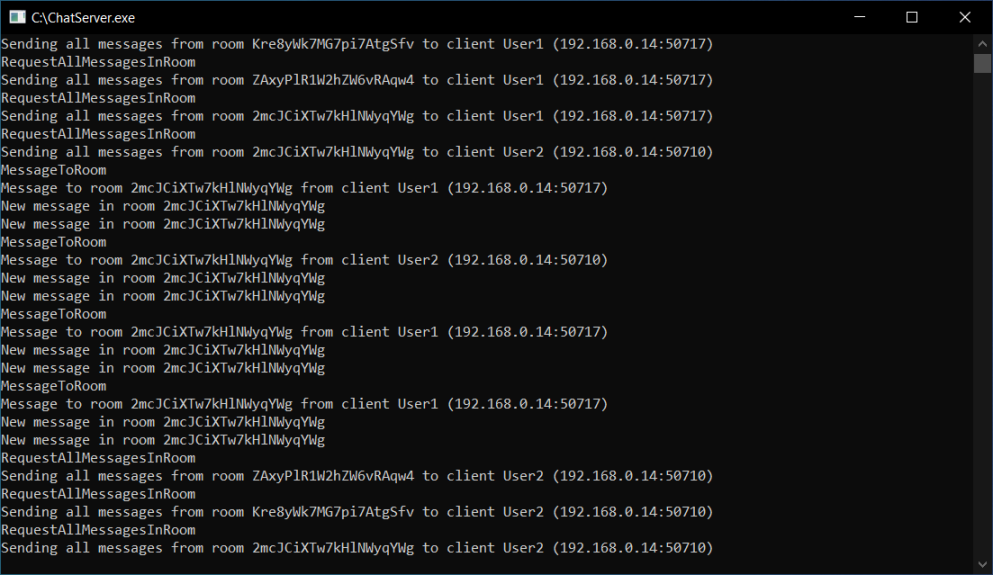 C:\ChatServer.exe
Sending all messages from room Kre8yWk7MG7pi7AtgSfv to client User1 (192.168.0.14:50717)
RequestAllMessagesInRoom
Sending all messages from room ZAxyPlR1W2hZW6vRAqw4 to client User1 (192.168.0.14:50717)
RequestAllMessagesInRoom
Sending all messages from room 2mcJCiXTw7kHlNWyqYWg to client User1 (192.168.0.14:50717)
RequestAllMessagesInRoom
Sending all messages from room 2mcJCiXTw7kHlNWyqYWg to client User2 (192.168.0.14:50710)
MessageToRoom
Message to room 2mcJCiXTw7kHlNWyqYWg from client User1 (192.168.0.14:50717)
New message in room 2mcJCiXTw7kHlNWyqYWg
New message in room 2mcJCiXTw7kHlNWyqYWg
MessageToRoom
Message to room 2mcJCiXTw7kHlNWyqYWg from client User2 (192.168.0.14:50710)
New message in room 2mcJCiXTw7kHlNWyqYWg
New message in room 2mcJCiXTw7kHlNWyqYWg
MessageToRoom
Message to room 2mcJCiXTw7kHlNWyqYWg from client User1 (192.168.0.14:50717)
New message in room 2mcJCiXTw7kHlNWyqYWg
New message in room 2mcJCiXTw7kHlNWyqYWg
MessageToRoom
Message to room 2mcJCiXTw7kHlNWyqYWg from client User1 (192.168.0.14:50717)
New message in room 2mcJCiXTw7kHlNWyqYWg
New message in room 2mcJCiXTw7kHlNWyqYWg
RequestAllMessagesInRoom
Sending all messages from room ZAxyPlR1W2hZW6vRAqw4 to client User2 (192.168.0.14:50710)
RequestAllMessagesInRoom
Sending all messages from room Kre8yWk7MG7pi7AtgSfv to client User2 (192.168.0.14:50710)
RequestAllMessagesInRoom
Sending all messages from room 2mcJCiXTw7kHlNWyqYWg to client User2 (192.168.0.14:50710)